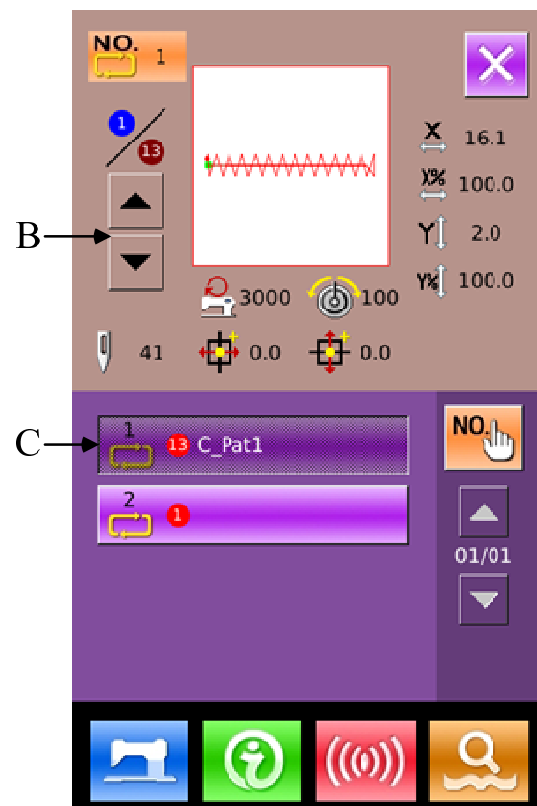 NO. 1
1
13
X 16.1
X% 100.0
B
Y 2.0
Y% 100.0
3000 100
41 0.0 0.0
C
1 13 C_Pat1
NO.
2 1
01/01